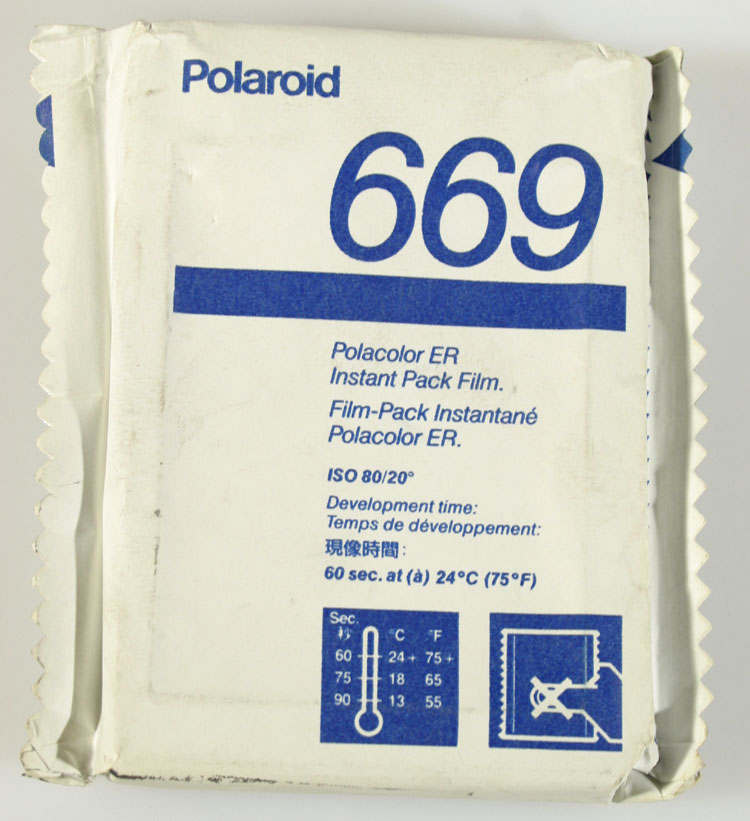 Polaroid
669
Polacolor ER
Instant Pack Film.
Film-Pack Instantané
Polacolor ER.
ISO 80/20°
Development time:
Temps de développement:
現像時間:
60 sec. at (à) 24°C (75°F)
Sec.
秒 °C °F
60 24+ 75+
75 18 65
90 13 55